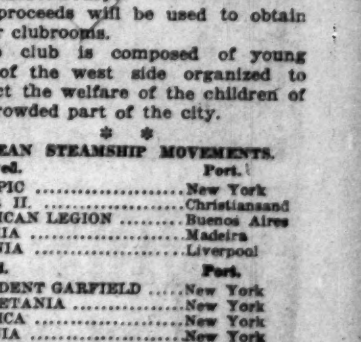 proceeds will be used to obtain
r clubrooms.
club is composed of young
of the west side organized to
ct the welfare of the children of
rowded part of the city.
* *
EAN STEAMSHIP MOVEMENTS.
ed. Port.
PIC ..................... New York
II. .................... Christiansand
ICAN LEGION ......... Buenos Aires
IA ...................... Madeira
NIA ..................... Liverpool
d. Port.
DENT GARFIELD ..... New York
ETANIA ................ New York
ICA ..................... New York
IA ...................... New York